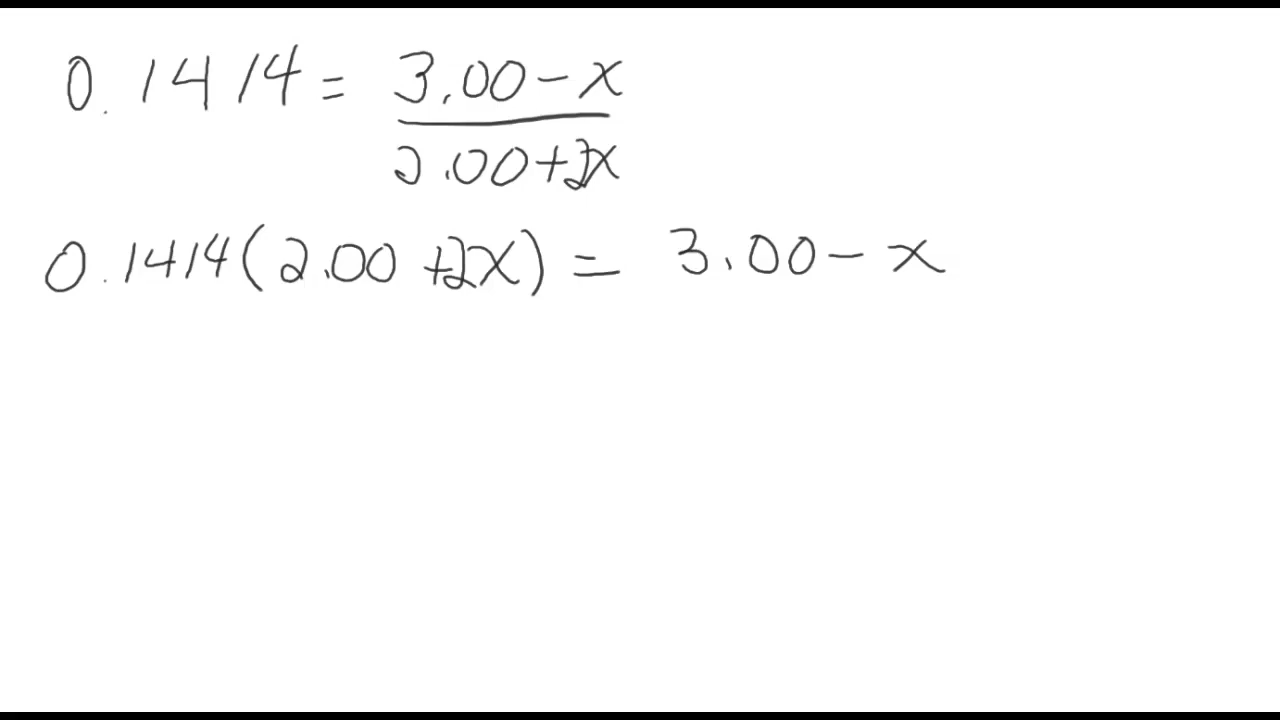 0.1414 = 3.00 - x
2.00 + 2x
0.1414(2.00 + 2x) = 3.00 - x